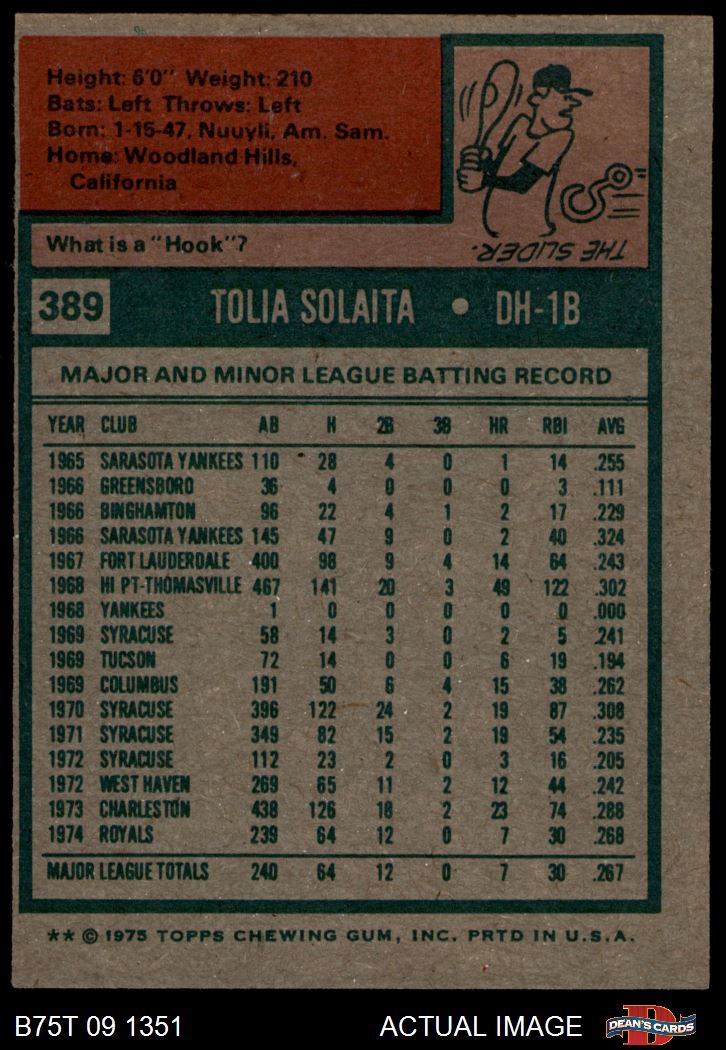 Height: 6'0" Weight: 210
Bats: Left Throws: Left
Born: 1-15-47, Nuuyli, Am. Sam.
Home: Woodland Hills,
California
What is a "Hook"?
THE SLIDER.
389 TOLIA SOLAITA • DH-1B
MAJOR AND MINOR LEAGUE BATTING RECORD
YEAR CLUB AB H 2B 3B HR RBI AVG
1965 SARASOTA YANKEES 110 28 4 0 1 14 .255
1966 GREENSBORO 36 4 0 0 0 3 .111
1966 BINGHAMTON 96 22 4 1 2 17 .229
1966 SARASOTA YANKEES 145 47 9 0 2 40 .324
1967 FORT LAUDERDALE 400 98 9 4 14 64 .243
1968 HI PT-THOMASVILLE 467 141 20 3 49 122 .302
1968 YANKEES 1 0 0 0 0 0 .000
1969 SYRACUSE 58 14 3 0 2 5 .241
1969 TUCSON 72 14 0 0 6 19 .194
1969 COLUMBUS 191 50 6 4 15 38 .262
1970 SYRACUSE 396 122 24 2 19 87 .308
1971 SYRACUSE 349 82 15 2 19 54 .235
1972 SYRACUSE 112 23 2 0 3 16 .205
1972 WEST HAVEN 269 65 11 2 12 44 .242
1973 CHARLESTON 438 126 18 2 23 74 .288
1974 ROYALS 239 64 12 0 7 30 .268
MAJOR LEAGUE TOTALS 240 64 12 0 7 30 .267
** © 1975 TOPPS CHEWING GUM, INC. PRTD IN U.S.A.
B75T 09 1351 ACTUAL IMAGE D DEAN'S CARDS